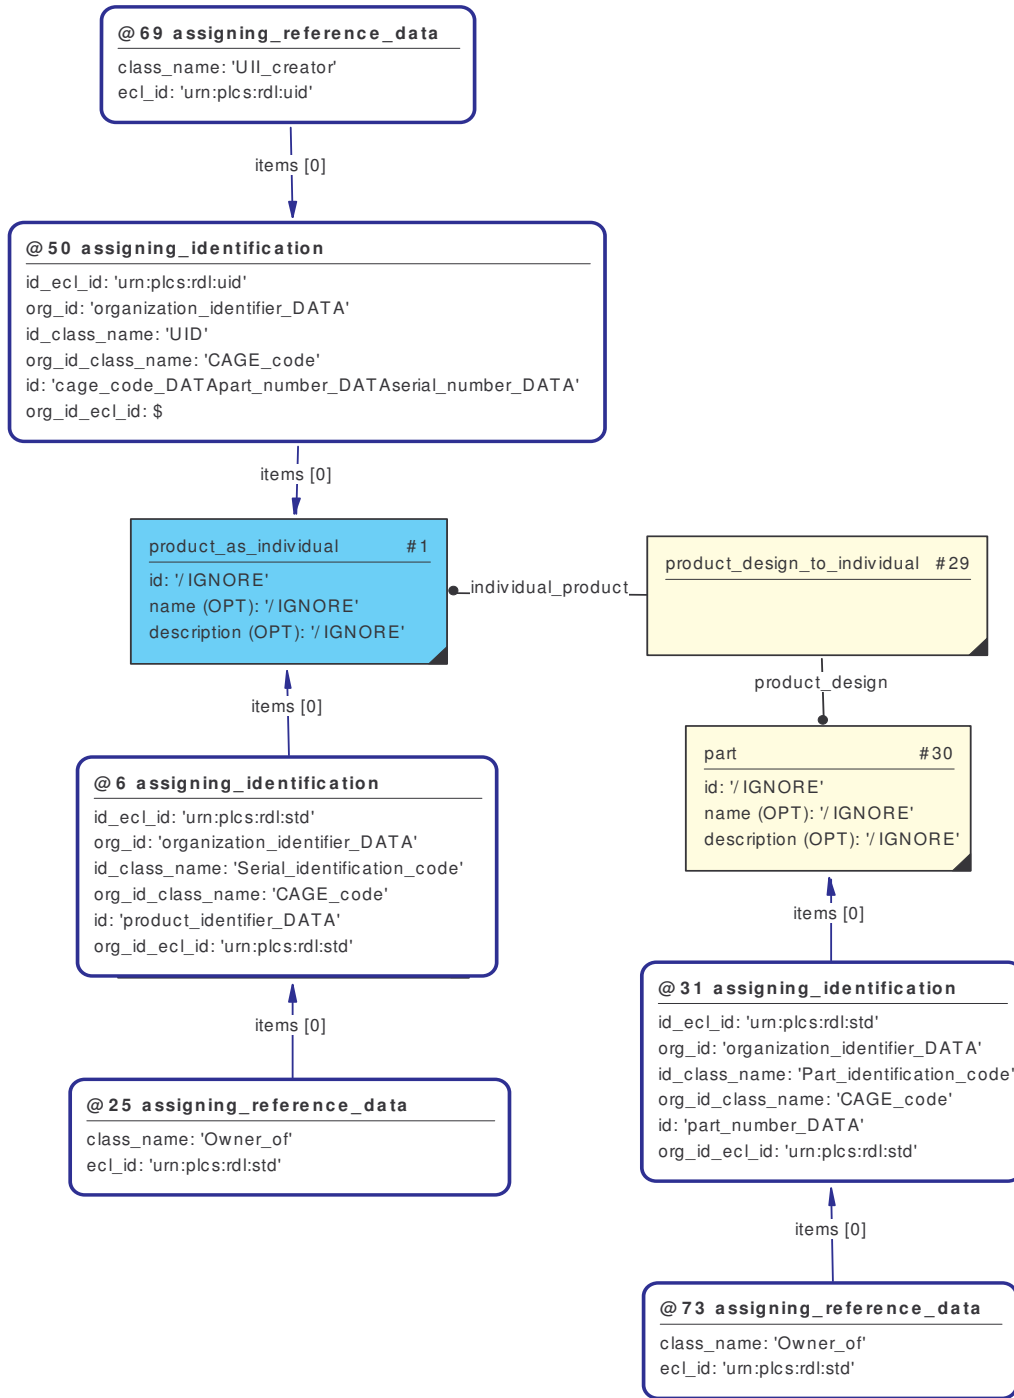 @69 assigning_reference_data
class_name: 'UII_creator'
ecl_id: 'urn:plcs:rdl:uid'
items [0]
@50 assigning_identification
id_ecl_id: 'urn:plcs:rdl:uid'
org_id: 'organization_identifier_DATA'
id_class_name: 'UID'
org_id_class_name: 'CAGE_code'
id: 'cage_code_DATApart_number_DATAserial_number_DATA'
org_id_ecl_id: $
items [0]
product_as_individual #1
id: '/IGNORE'
name (OPT): '/IGNORE'
description (OPT): '/IGNORE'
individual_product
product_design_to_individual #29
product_design
part #30
id: '/IGNORE'
name (OPT): '/IGNORE'
description (OPT): '/IGNORE'
items [0]
@6 assigning_identification
id_ecl_id: 'urn:plcs:rdl:std'
org_id: 'organization_identifier_DATA'
id_class_name: 'Serial_identification_code'
org_id_class_name: 'CAGE_code'
id: 'product_identifier_DATA'
org_id_ecl_id: 'urn:plcs:rdl:std'
items [0]
@25 assigning_reference_data
class_name: 'Owner_of'
ecl_id: 'urn:plcs:rdl:std'
items [0]
@31 assigning_identification
id_ecl_id: 'urn:plcs:rdl:std'
org_id: 'organization_identifier_DATA'
id_class_name: 'Part_identification_code'
org_id_class_name: 'CAGE_code'
id: 'part_number_DATA'
org_id_ecl_id: 'urn:plcs:rdl:std'
items [0]
@73 assigning_reference_data
class_name: 'Owner_of'
ecl_id: 'urn:plcs:rdl:std'